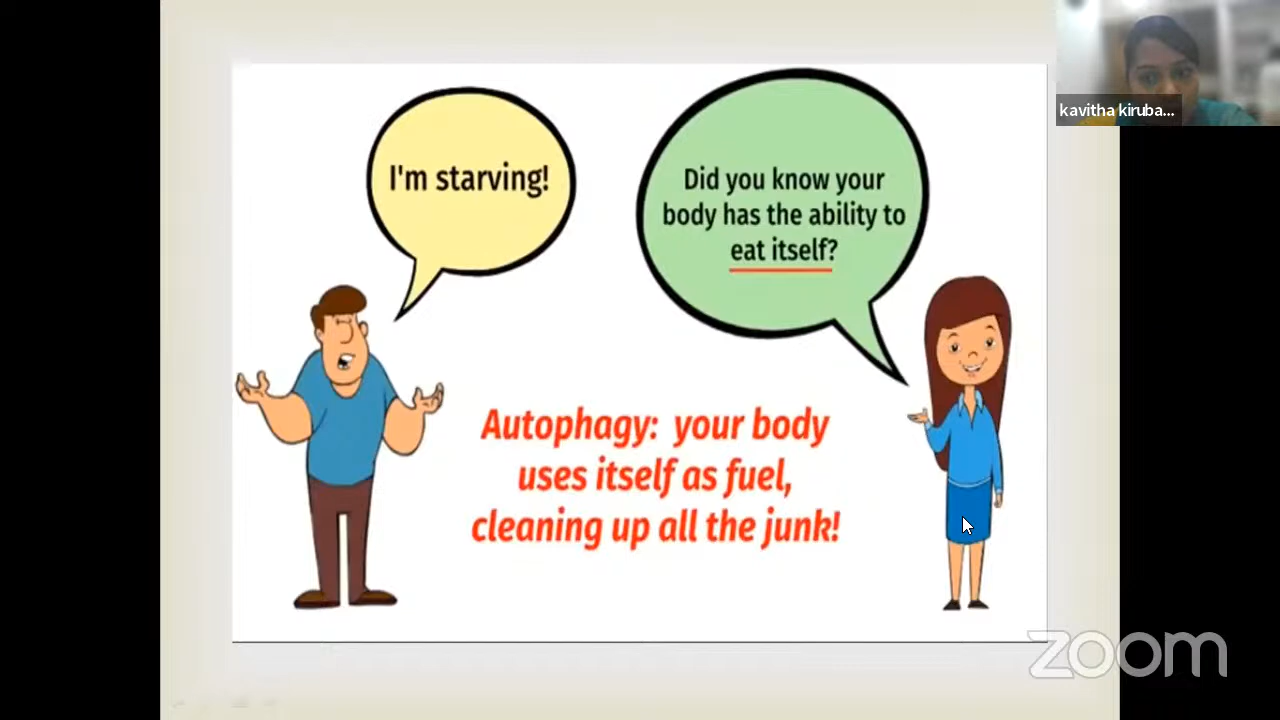 kavitha kiruba...
I'm starving!
Did you know your
body has the ability to
eat itself?
Autophagy: your body
uses itself as fuel,
cleaning up all the junk!
zoom